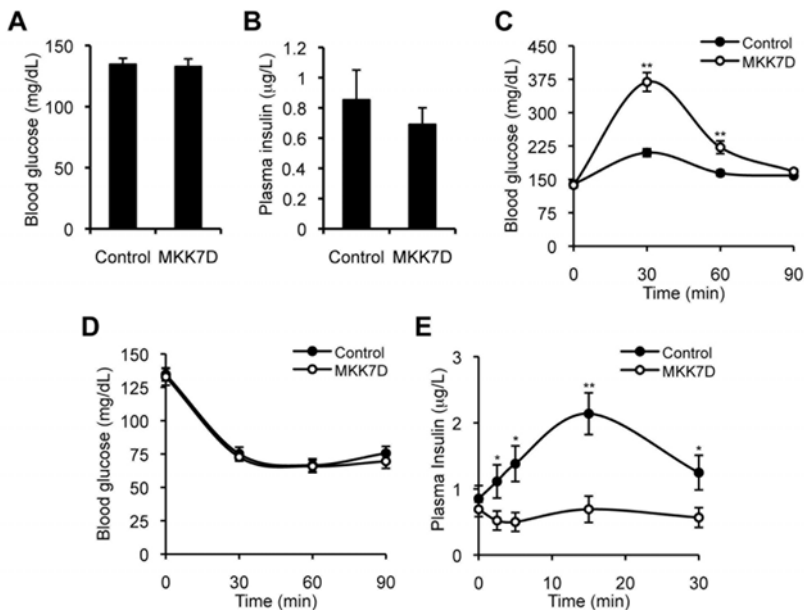 A
Blood glucose (mg/dL)
150
100
50
0
Control MKK7D
B
Plasma insulin (µg/L)
1.2
1
0.8
0.6
0.4
0.2
0
Control MKK7D
C
Control
MKK7D
Blood glucose (mg/dL)
450
375
300
225
150
75
**
**
0 30 60 90
Time (min)
D
Control
MKK7D
Blood glucose (mg/dL)
150
125
100
75
50
25
0
0 30 60 90
Time (min)
E
Control
MKK7D
Plasma Insulin (µg/L)
3
2
1
0
*
*
**
*
0 10 20 30
Time (min)